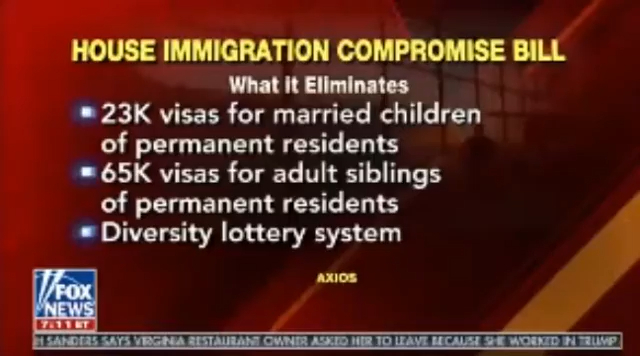 HOUSE IMMIGRATION COMPROMISE BILL
What it Eliminates
23K visas for married children
of permanent residents
65K visas for adult siblings
of permanent residents
Diversity lottery system
AXIOS
FOX
NEWS
7:11 ET
H SANDERS SAYS VIRGINIA RESTAURANT OWNER ASKED HER TO LEAVE BECAUSE SHE WORKED IN TRUMP